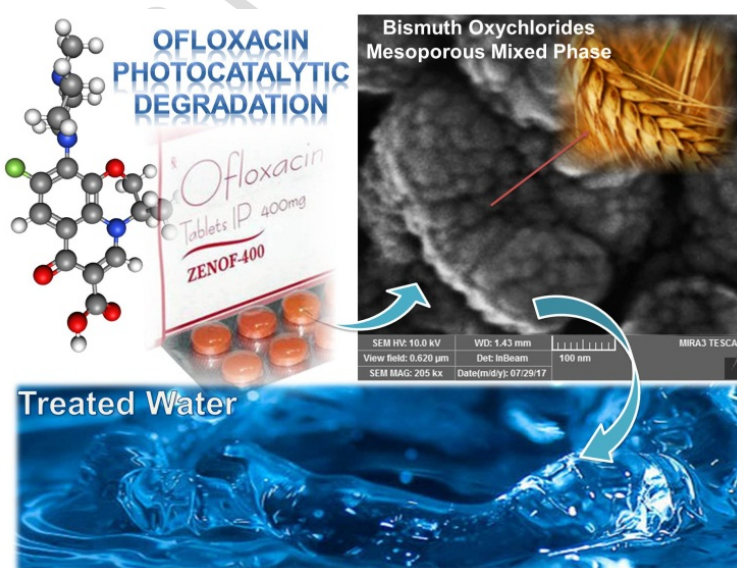 OFLOXACIN
PHOTOCATALYTIC
DEGRADATION
Bismuth Oxychlorides
Mesoporous Mixed Phase
Ofloxacin
Tablets IP 400mg
ZENOF-400
SEM HV: 10.0 kV WD: 1.43 mm MIRA3 TESCA
View field: 0.620 µm Det: InBeam 100 nm
SEM MAG: 205 kx Date(m/d/y): 07/29/17
Treated Water